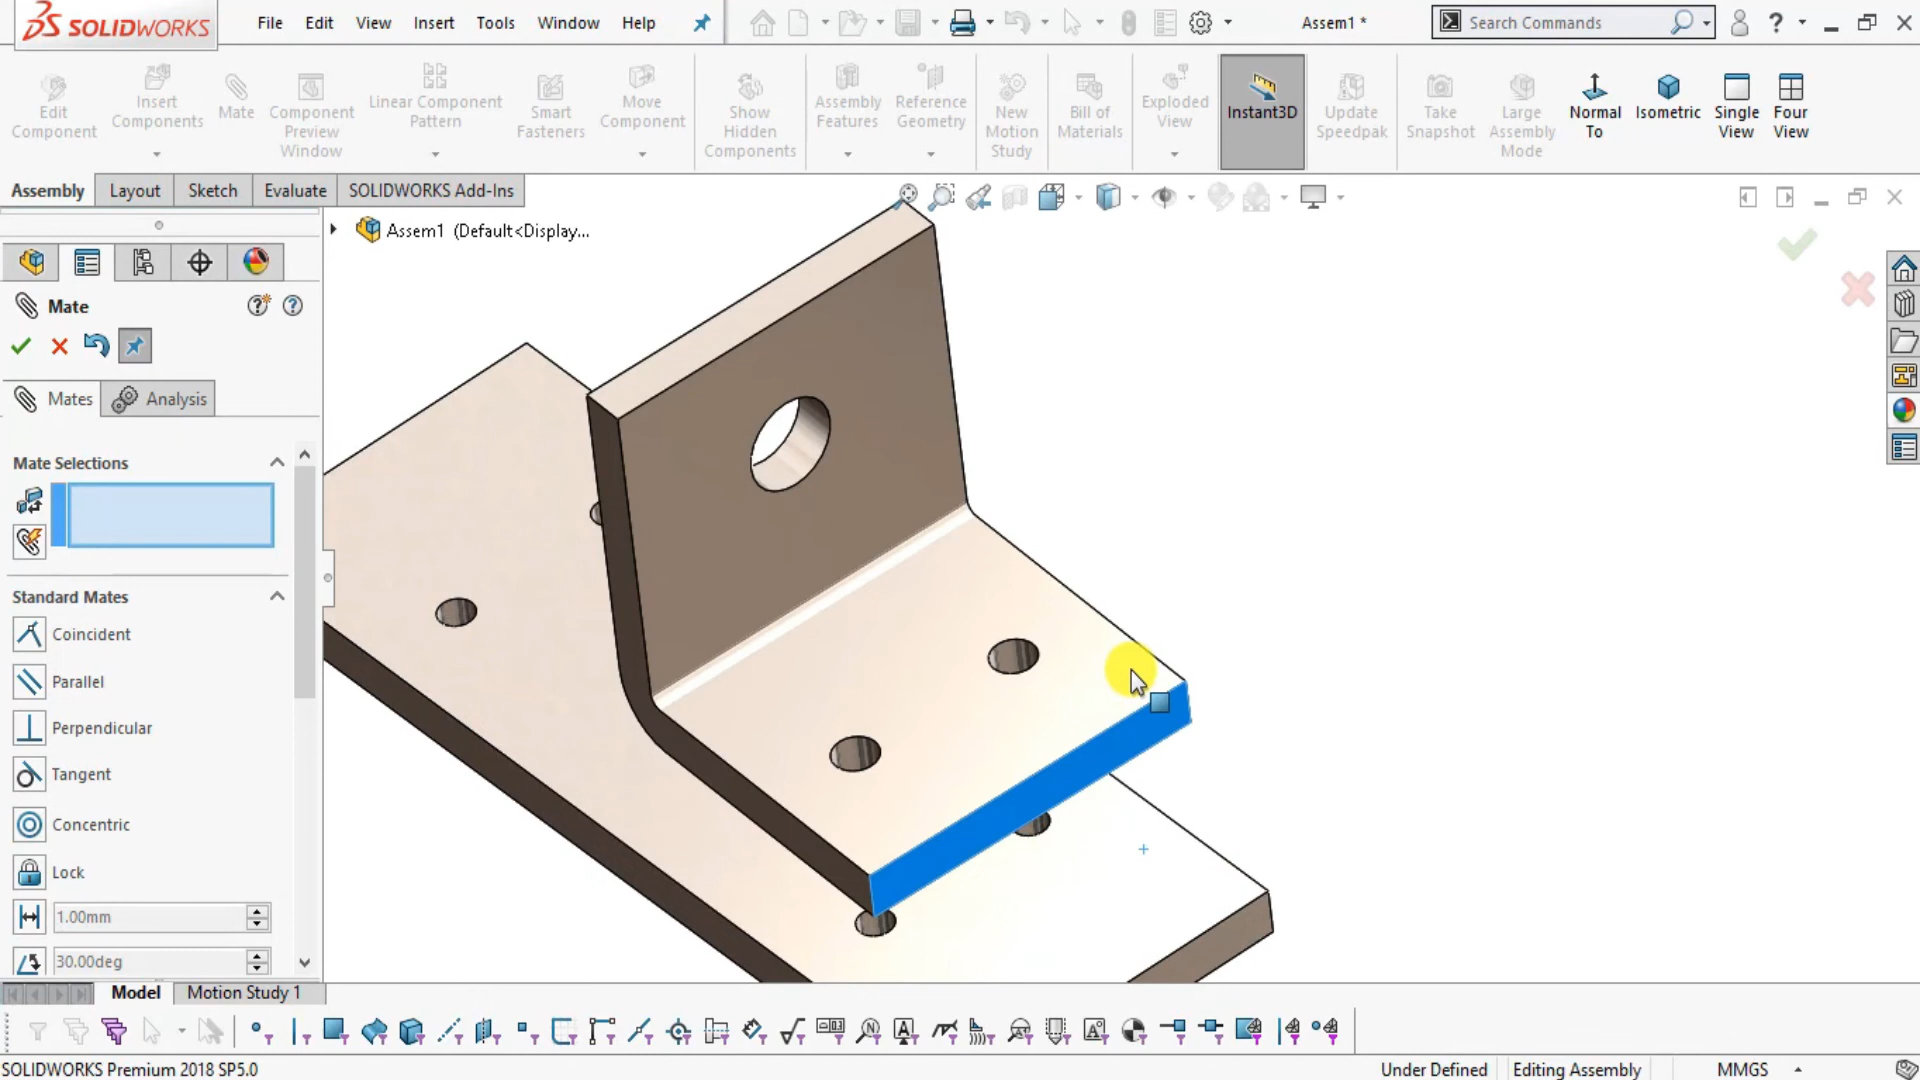 SOLIDWORKS
File Edit View Insert Tools Window Help
Assem1 *
Search Commands
Edit Component
Insert Components
Mate
Component Preview Window
Linear Component Pattern
Smart Fasteners
Move Component
Show Hidden Components
Assembly Features
Reference Geometry
New Motion Study
Bill of Materials
Exploded View
Instant3D
Update Speedpak
Take Snapshot
Large Assembly Mode
Normal To
Isometric
Single View
Four View
Assembly Layout Sketch Evaluate SOLIDWORKS Add-Ins
Assem1 (Default<Display...
Mate
Mates Analysis
Mate Selections
Standard Mates
Coincident
Parallel
Perpendicular
Tangent
Concentric
Lock
1.00mm
30.00deg
Model Motion Study 1
SOLIDWORKS Premium 2018 SP5.0
Under Defined Editing Assembly MMGS